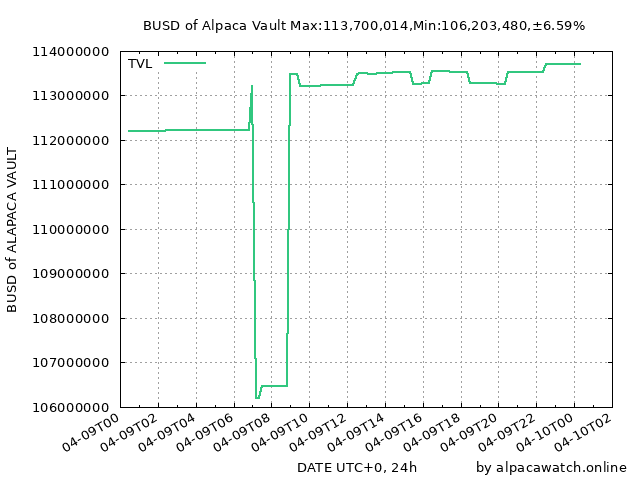 BUSD of Alpaca Vault Max:113,700,014,Min:106,203,480,±6.59%
TVL
114000000
113000000
112000000
111000000
110000000
109000000
108000000
107000000
106000000
BUSD of ALAPACA VAULT
04-09T00
04-09T02
04-09T04
04-09T06
04-09T08
04-09T10
04-09T12
04-09T14
04-09T16
04-09T18
04-09T20
04-09T22
04-10T00
04-10T02
DATE UTC+0, 24h
by alpacawatch.online